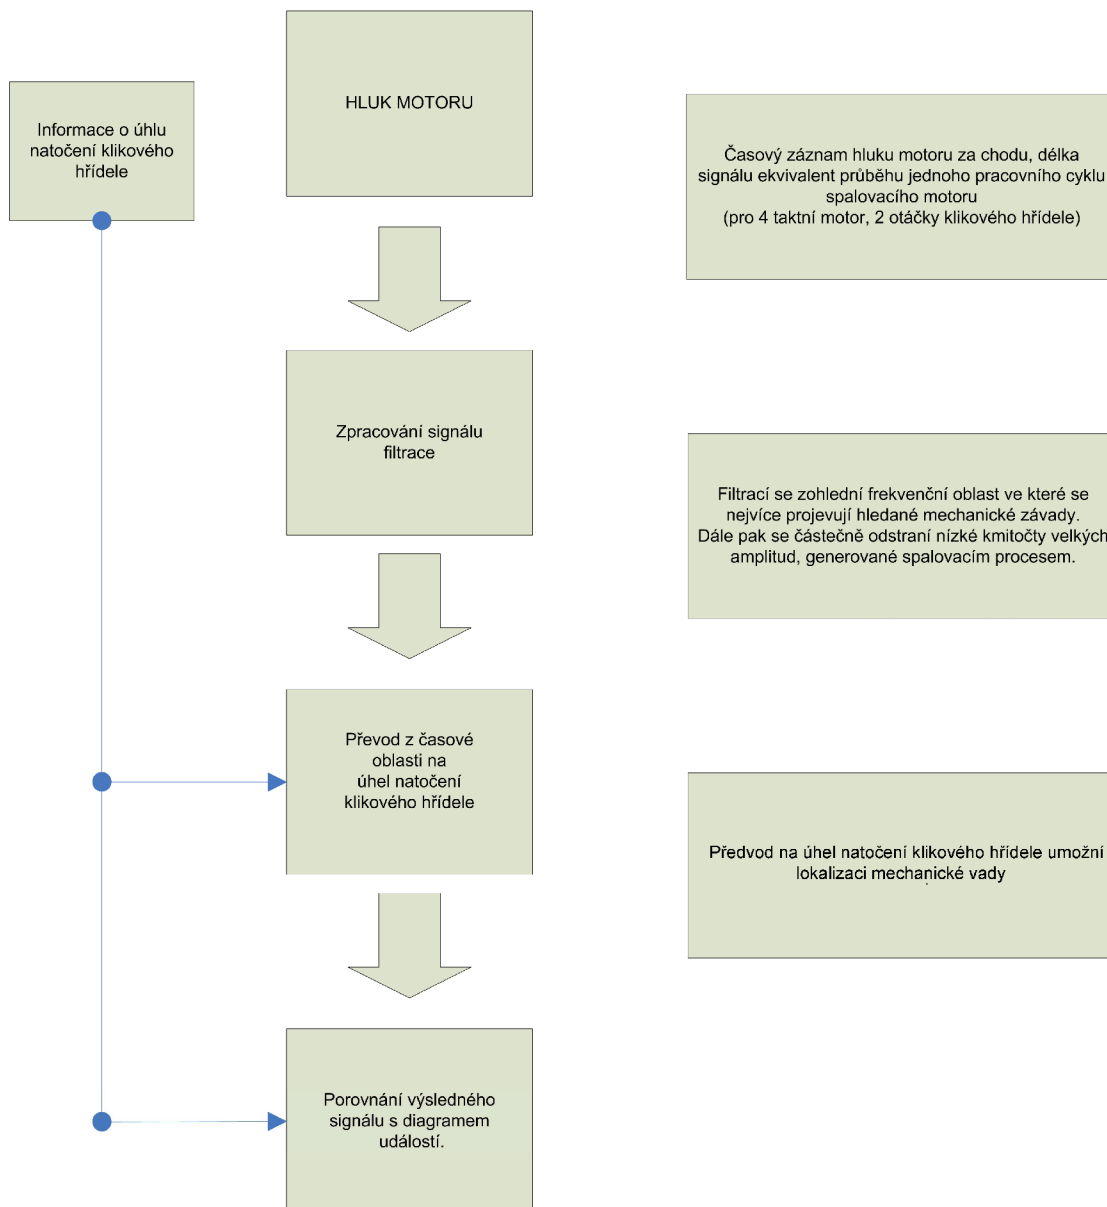 HLUK MOTORU
Informace o úhlu
natočení klikového
hřídele
Časový záznam hluku motoru za chodu, délka
signálu ekvivalent průběhu jednoho pracovního cyklu
spalovacího motoru
(pro 4 taktní motor, 2 otáčky klikového hřídele)
Zpracování signálu
filtrace
Filtrací se zohlední frekvenční oblast ve které se
nejvíce projevují hledané mechanické závady.
Dále pak se částečně odstraní nízké kmitočty velkých
amplitud, generované spalovacím procesem.
Převod z časové
oblasti na
úhel natočení
klikového hřídele
Předvod na úhel natočení klikového hřídele umožní
lokalizaci mechanické vady
.
Porovnání výsledného
signálu s diagramem
událostí.